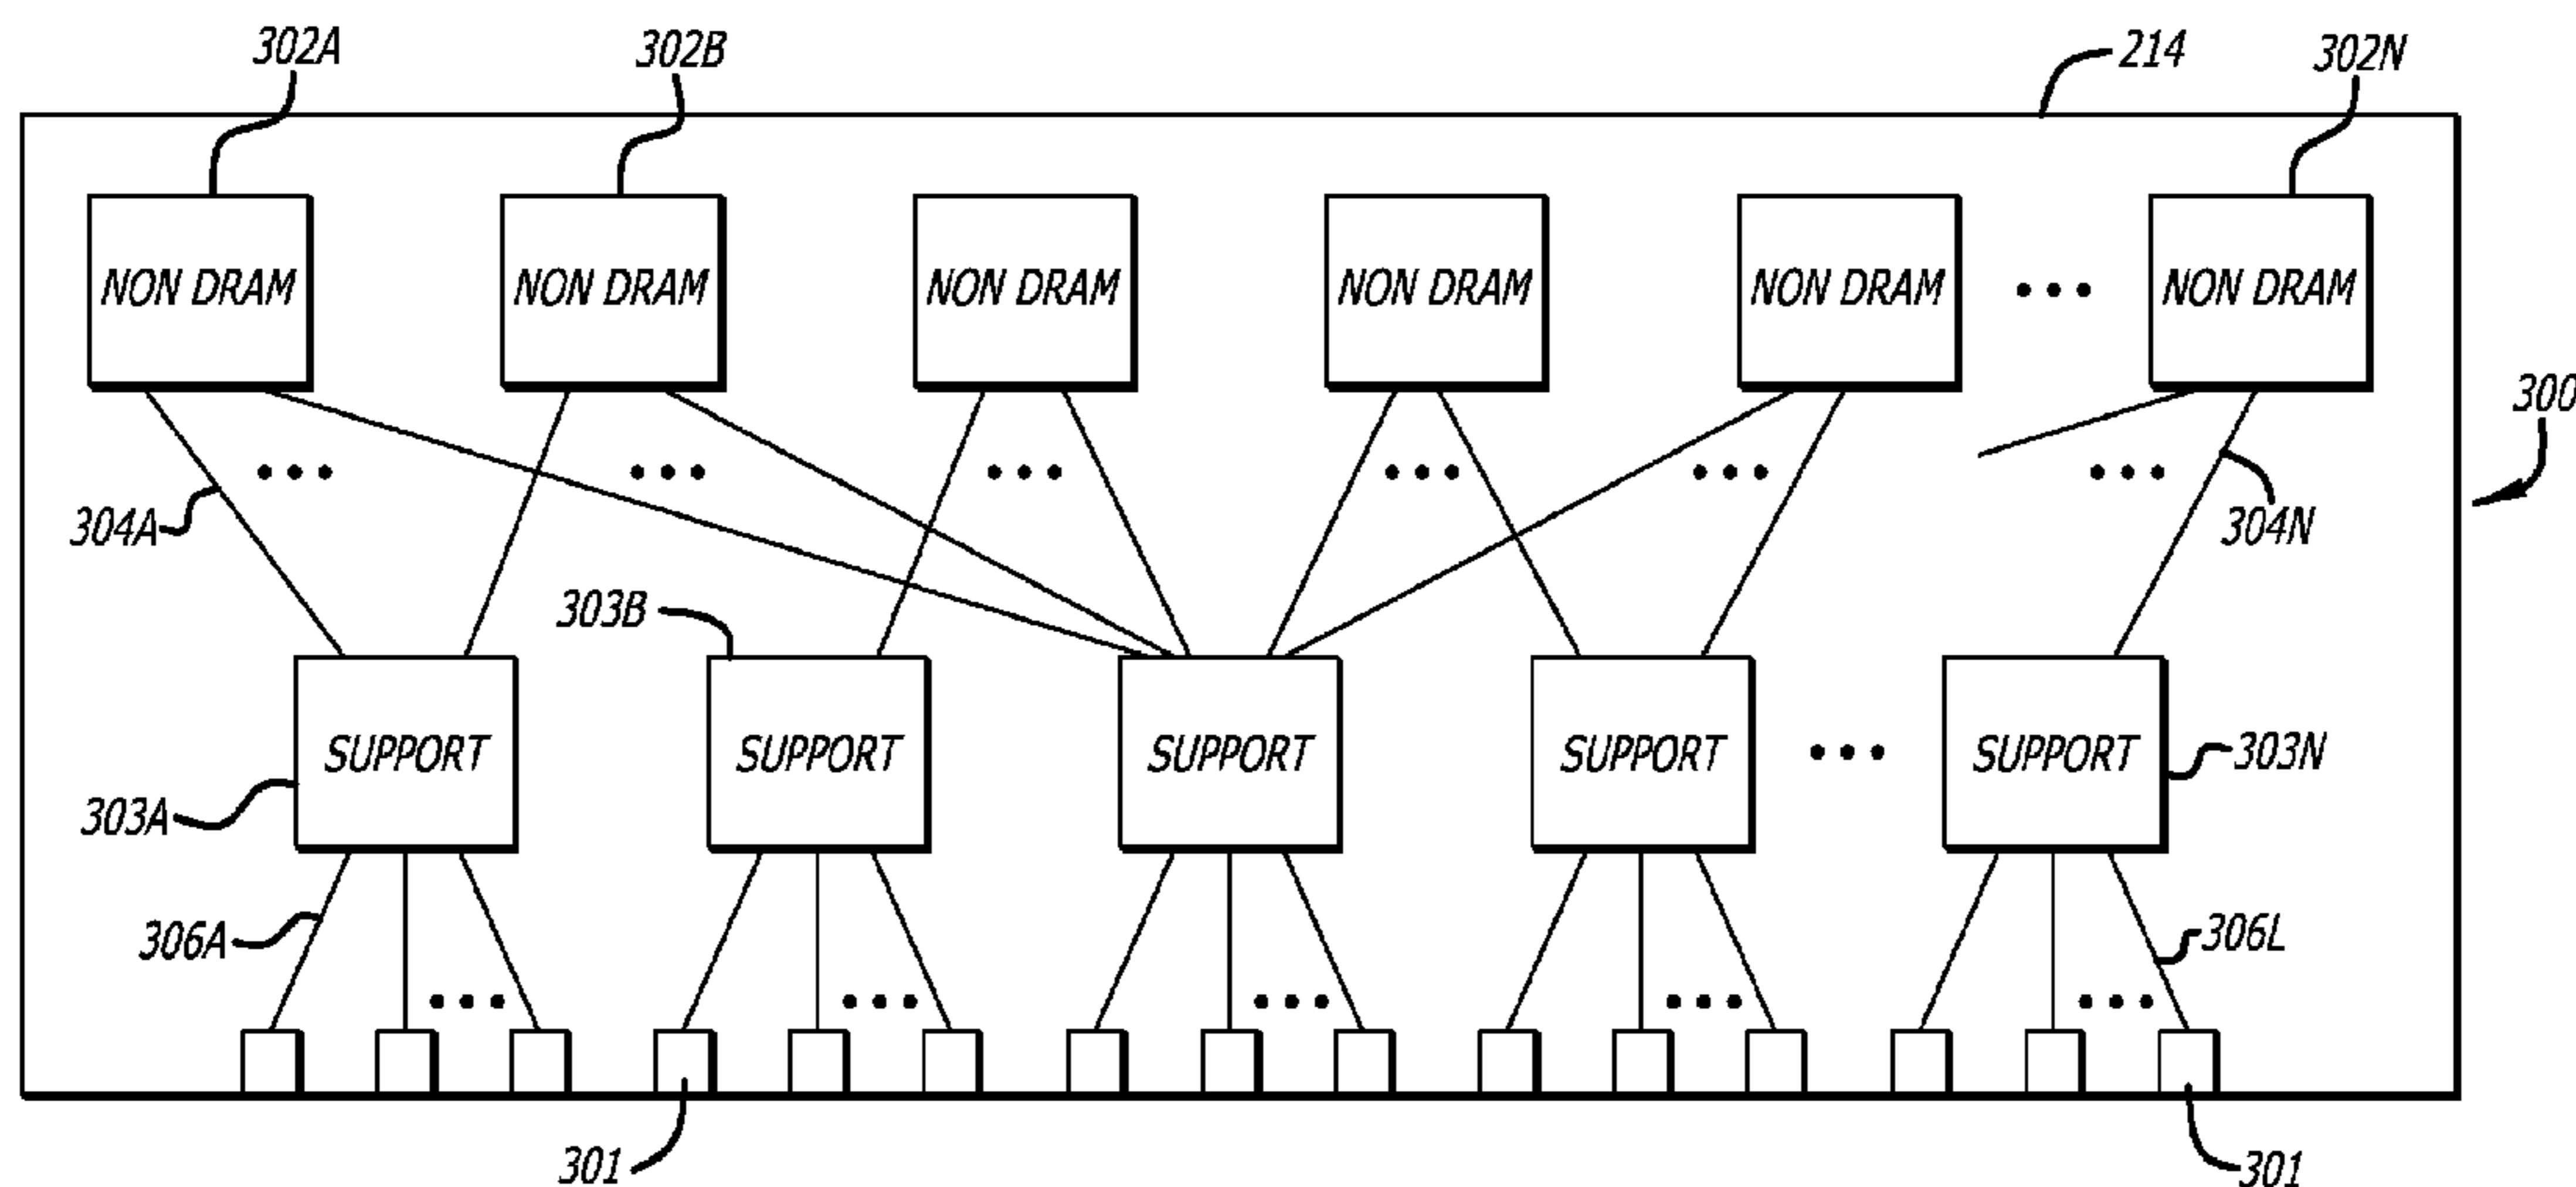 302A
302B
214
302N
NON DRAM
NON DRAM
NON DRAM
NON DRAM
NON DRAM
NON DRAM
300
304A
304N
303B
SUPPORT
SUPPORT
SUPPORT
SUPPORT
SUPPORT
303N
303A
306A
306L
301
301